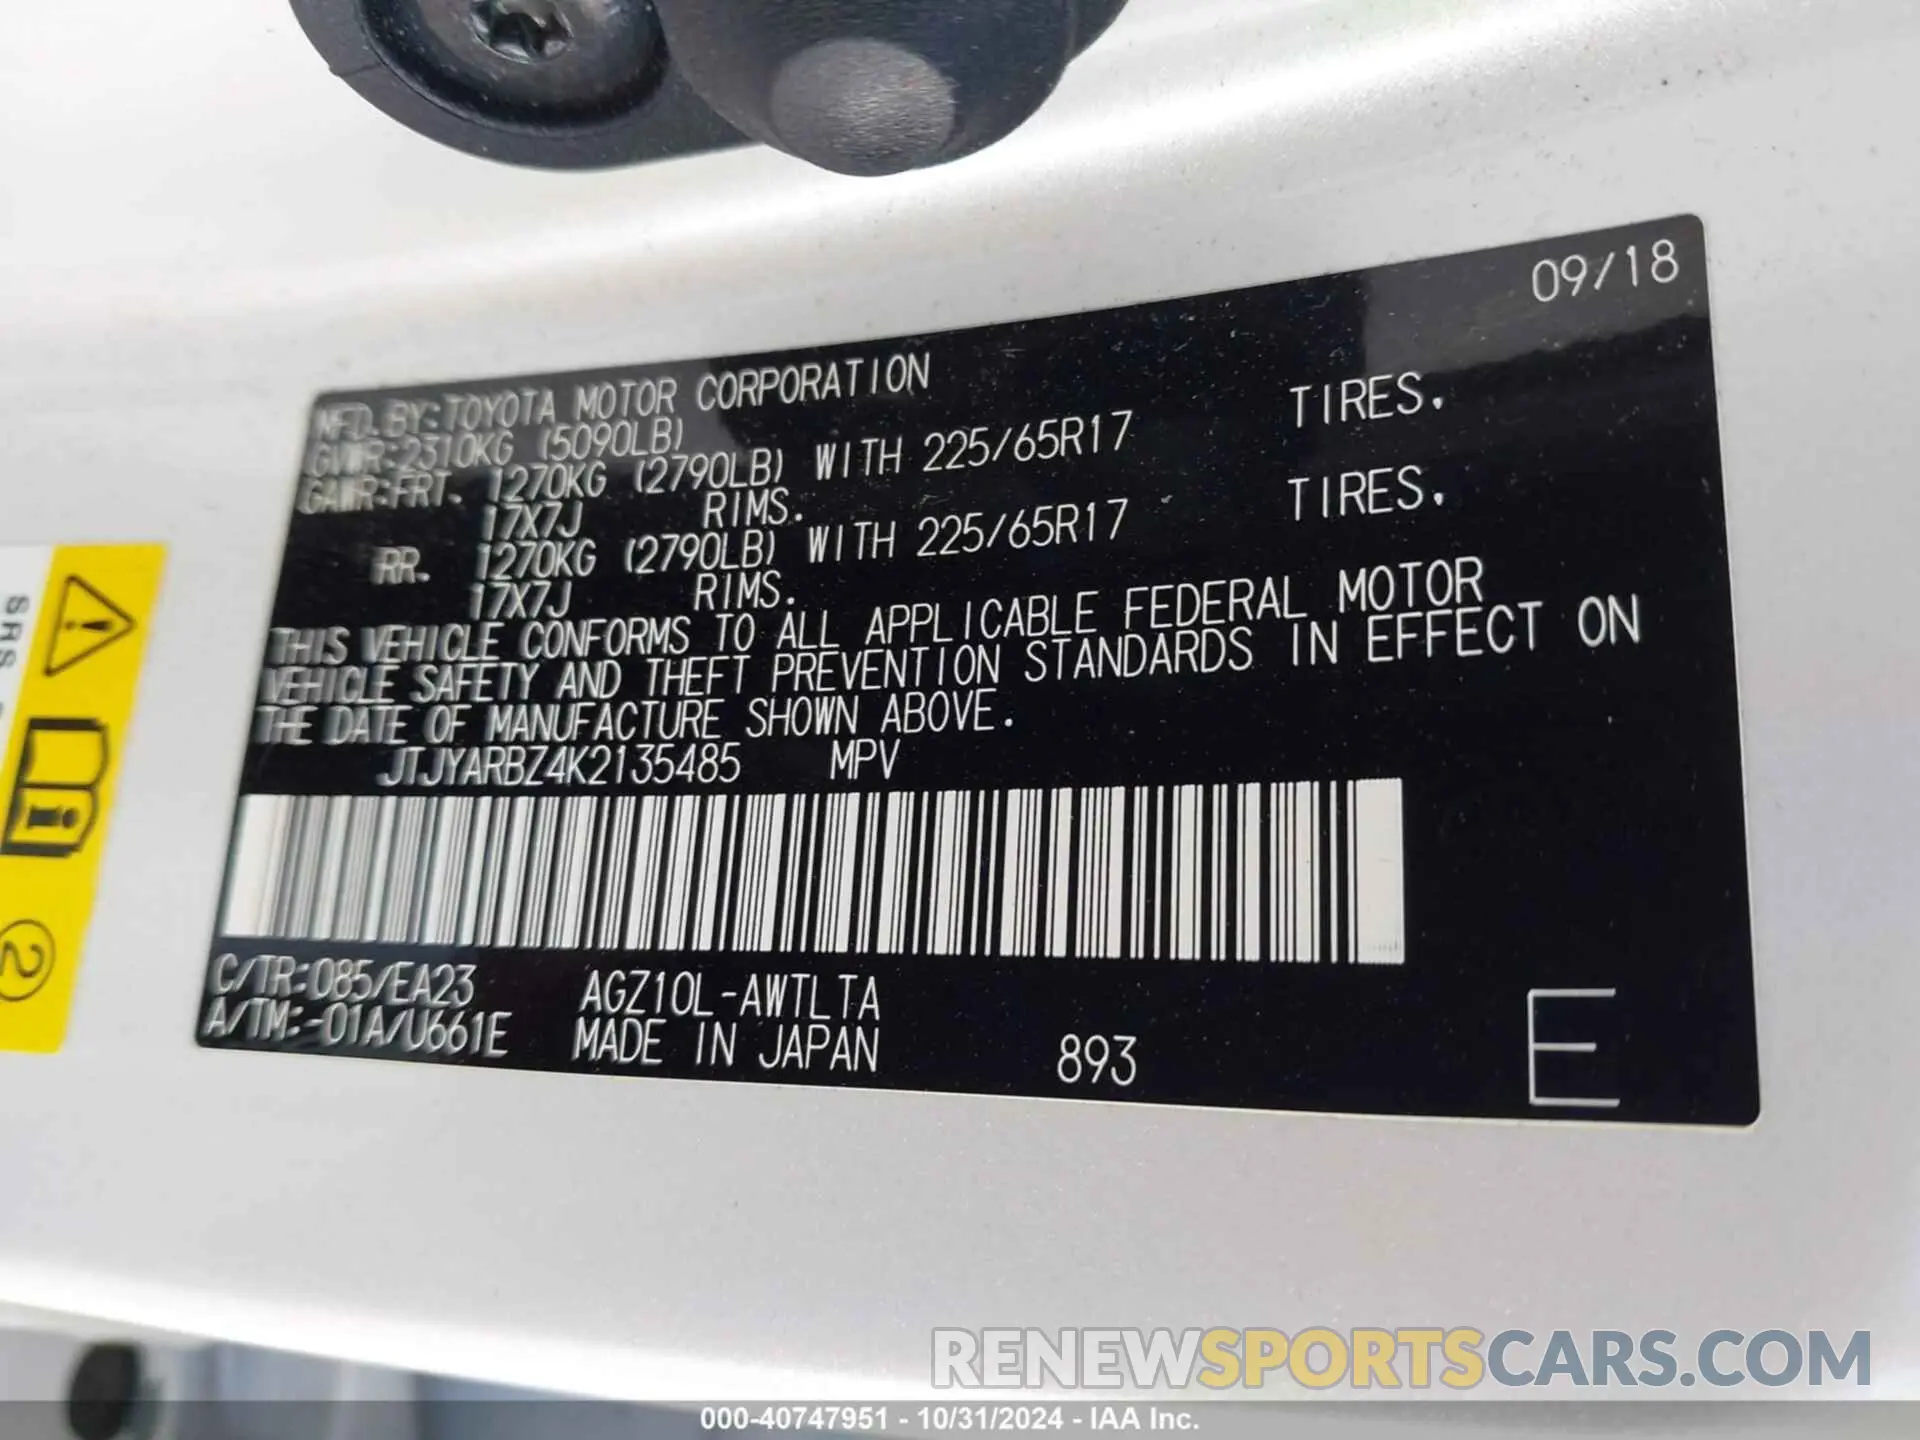 09/18
MFD.BY:TOYOTA MOTOR CORPORATION
GVWR:2310KG (5090LB)
GAWR:FRT. 1270KG (2790LB) WITH 225/65R17 TIRES.
17X7J RIMS.
RR. 1270KG (2790LB) WITH 225/65R17 TIRES.
17X7J RIMS.
THIS VEHICLE CONFORMS TO ALL APPLICABLE FEDERAL MOTOR
VEHICLE SAFETY AND THEFT PREVENTION STANDARDS IN EFFECT ON
THE DATE OF MANUFACTURE SHOWN ABOVE.
JTJYARBZ4K2135485 MPV
C/TR:085/EA23 AGZ10L-AWTLTA
A/TM:-01A/U661E MADE IN JAPAN 893 E
SRS
2
RENEWSPORTSCARS.COM
000-40747951 - 10/31/2024 - IAA Inc.